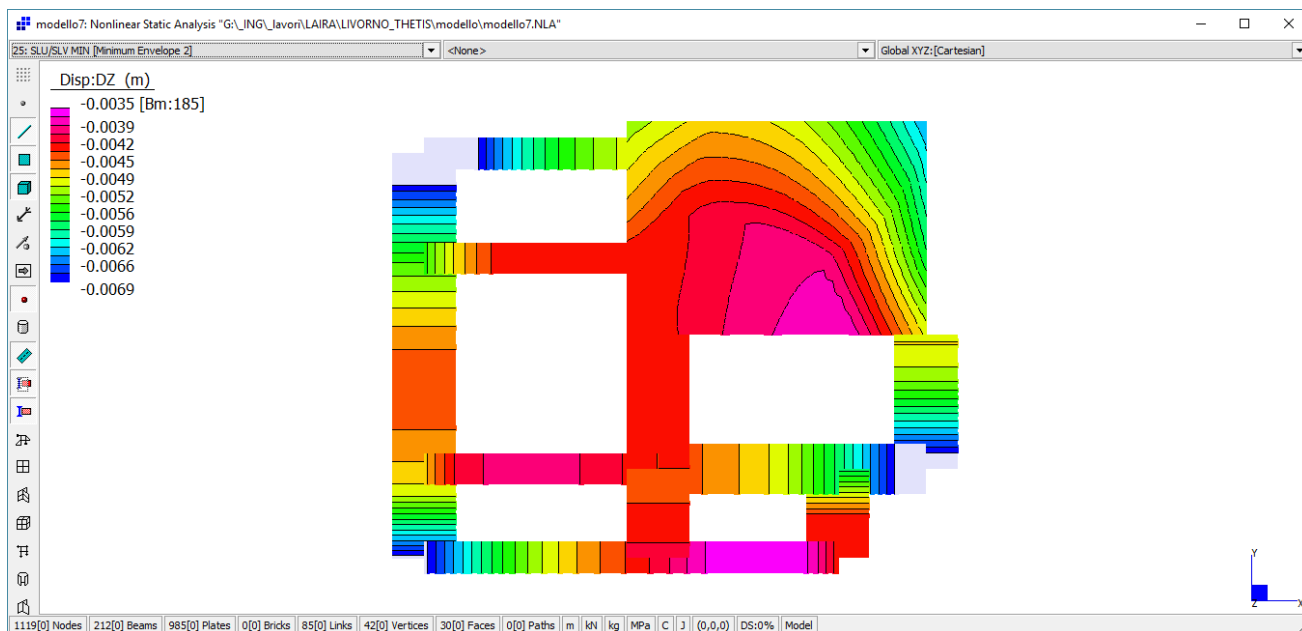 modello7: Nonlinear Static Analysis "G:\_ING\_lavori\LAIRA\LIVORNO_THETIS\modello\modello7.NLA"
25: SLU/SLV MIN [Minimum Envelope 2] <None> Global XYZ:[Cartesian]
Disp:DZ (m)
-0.0035 [Bm:185]
-0.0039
-0.0042
-0.0045
-0.0049
-0.0052
-0.0056
-0.0059
-0.0062
-0.0066
-0.0069
Y
Z X
1119[0] Nodes 212[0] Beams 985[0] Plates 0[0] Bricks 85[0] Links 42[0] Vertices 30[0] Faces 0[0] Paths m kN kg MPa C J (0,0,0) DS:0% Model